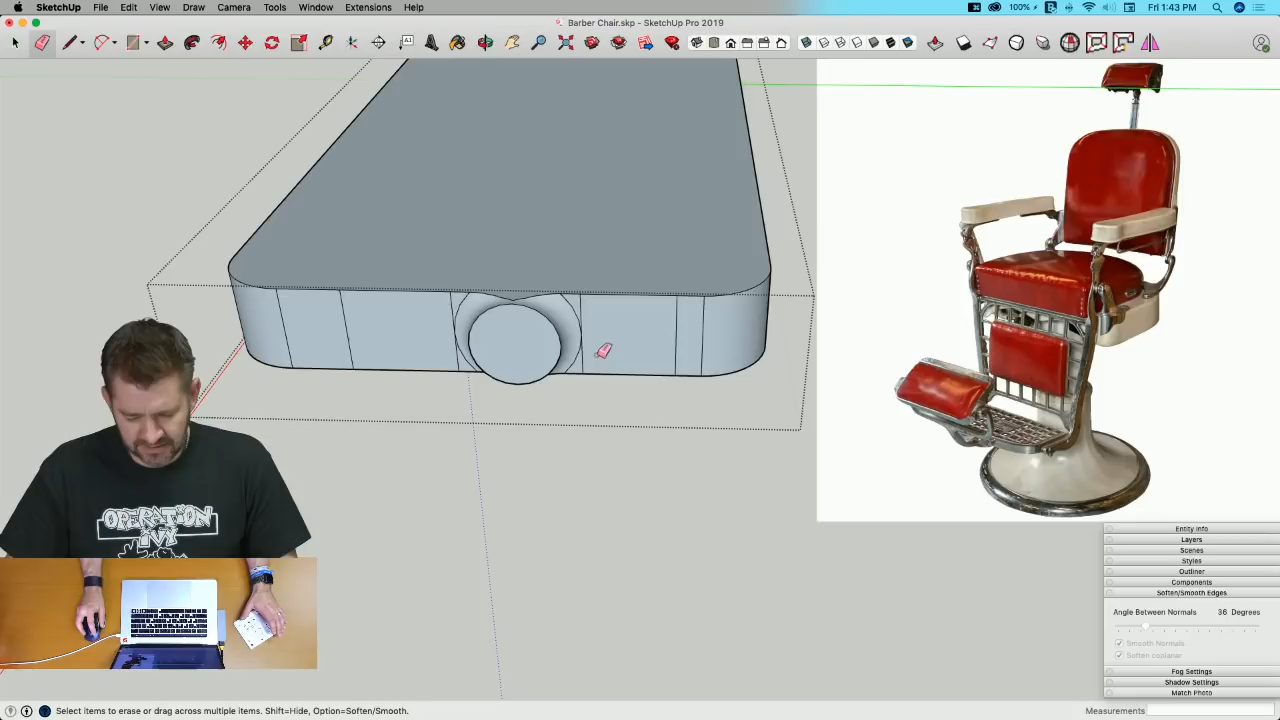 SketchUp File Edit View Draw Camera Tools Window Extensions Help
100% Fri 1:43 PM
Barber Chair.skp - SketchUp Pro 2019
OPERATION
IVY
Entity Info
Layers
Scenes
Styles
Outliner
Components
Soften/Smooth Edges
Angle Between Normals 36 Degrees
Smooth Normals
Soften coplanar
Fog Settings
Shadow Settings
Match Photo
Select items to erase or drag across multiple items. Shift=Hide, Option=Soften/Smooth.
Measurements